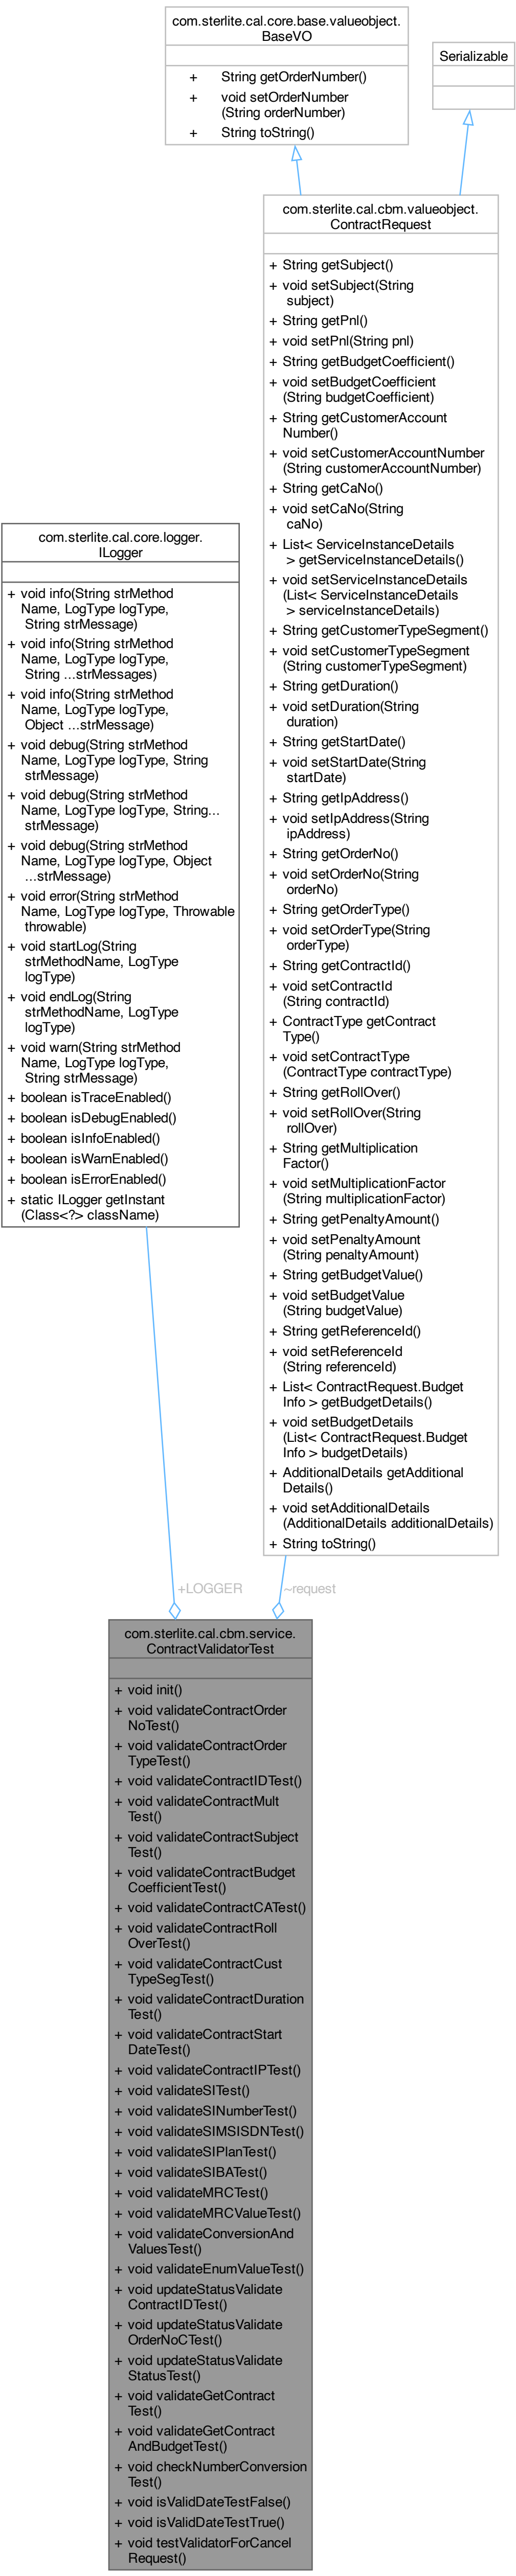 com.sterlite.cal.core.base.valueobject.
BaseVO
+ String getOrderNumber()
+ void setOrderNumber
(String orderNumber)
+ String toString()
Serializable
com.sterlite.cal.cbm.valueobject.
ContractRequest
+ String getSubject()
+ void setSubject(String
subject)
+ String getPnl()
+ void setPnl(String pnl)
+ String getBudgetCoefficient()
+ void setBudgetCoefficient
(String budgetCoefficient)
+ String getCustomerAccount
Number()
+ void setCustomerAccountNumber
(String customerAccountNumber)
+ String getCaNo()
+ void setCaNo(String
caNo)
+ List< ServiceInstanceDetails
> getServiceInstanceDetails()
+ void setServiceInstanceDetails
(List< ServiceInstanceDetails
> serviceInstanceDetails)
+ String getCustomerTypeSegment()
+ void setCustomerTypeSegment
(String customerTypeSegment)
+ String getDuration()
+ void setDuration(String
duration)
+ String getStartDate()
+ void setStartDate(String
startDate)
+ String getIpAddress()
+ void setIpAddress(String
ipAddress)
+ String getOrderNo()
+ void setOrderNo(String
orderNo)
+ String getOrderType()
+ void setOrderType(String
orderType)
+ String getContractId()
+ void setContractId
(String contractId)
+ ContractType getContract
Type()
+ void setContractType
(ContractType contractType)
+ String getRollOver()
+ void setRollOver(String
rollOver)
+ String getMultiplication
Factor()
+ void setMultiplicationFactor
(String multiplicationFactor)
+ String getPenaltyAmount()
+ void setPenaltyAmount
(String penaltyAmount)
+ String getBudgetValue()
+ void setBudgetValue
(String budgetValue)
+ String getReferenceId()
+ void setReferenceId
(String referenceId)
+ List< ContractRequest.Budget
Info > getBudgetDetails()
+ void setBudgetDetails
(List< ContractRequest.Budget
Info > budgetDetails)
+ AdditionalDetails getAdditional
Details()
+ void setAdditionalDetails
(AdditionalDetails additionalDetails)
+ String toString()
com.sterlite.cal.core.logger.
ILogger
+ void info(String strMethod
Name, LogType logType,
String strMessage)
+ void info(String strMethod
Name, LogType logType,
String ...strMessages)
+ void info(String strMethod
Name, LogType logType,
Object ...strMessage)
+ void debug(String strMethod
Name, LogType logType, String
strMessage)
+ void debug(String strMethod
Name, LogType logType, String...
strMessage)
+ void debug(String strMethod
Name, LogType logType, Object
...strMessage)
+ void error(String strMethod
Name, LogType logType, Throwable
throwable)
+ void startLog(String
strMethodName, LogType
logType)
+ void endLog(String
strMethodName, LogType
logType)
+ void warn(String strMethod
Name, LogType logType,
String strMessage)
+ boolean isTraceEnabled()
+ boolean isDebugEnabled()
+ boolean isInfoEnabled()
+ boolean isWarnEnabled()
+ boolean isErrorEnabled()
+ static ILogger getInstant
(Class<?> className)
+LOGGER
~request
com.sterlite.cal.cbm.service.
ContractValidatorTest
+ void init()
+ void validateContractOrder
NoTest()
+ void validateContractOrder
TypeTest()
+ void validateContractIDTest()
+ void validateContractMult
Test()
+ void validateContractSubject
Test()
+ void validateContractBudget
CoefficientTest()
+ void validateContractCATest()
+ void validateContractRoll
OverTest()
+ void validateContractCust
TypeSegTest()
+ void validateContractDuration
Test()
+ void validateContractStart
DateTest()
+ void validateContractIPTest()
+ void validateSITest()
+ void validateSINumberTest()
+ void validateSIMSISDNTest()
+ void validateSIPlanTest()
+ void validateSIBATest()
+ void validateMRCTest()
+ void validateMRCValueTest()
+ void validateConversionAnd
ValuesTest()
+ void validateEnumValueTest()
+ void updateStatusValidate
ContractIDTest()
+ void updateStatusValidate
OrderNoCTest()
+ void updateStatusValidate
StatusTest()
+ void validateGetContract
Test()
+ void validateGetContract
AndBudgetTest()
+ void checkNumberConversion
Test()
+ void isValidDateTestFalse()
+ void isValidDateTestTrue()
+ void testValidatorForCancel
Request()